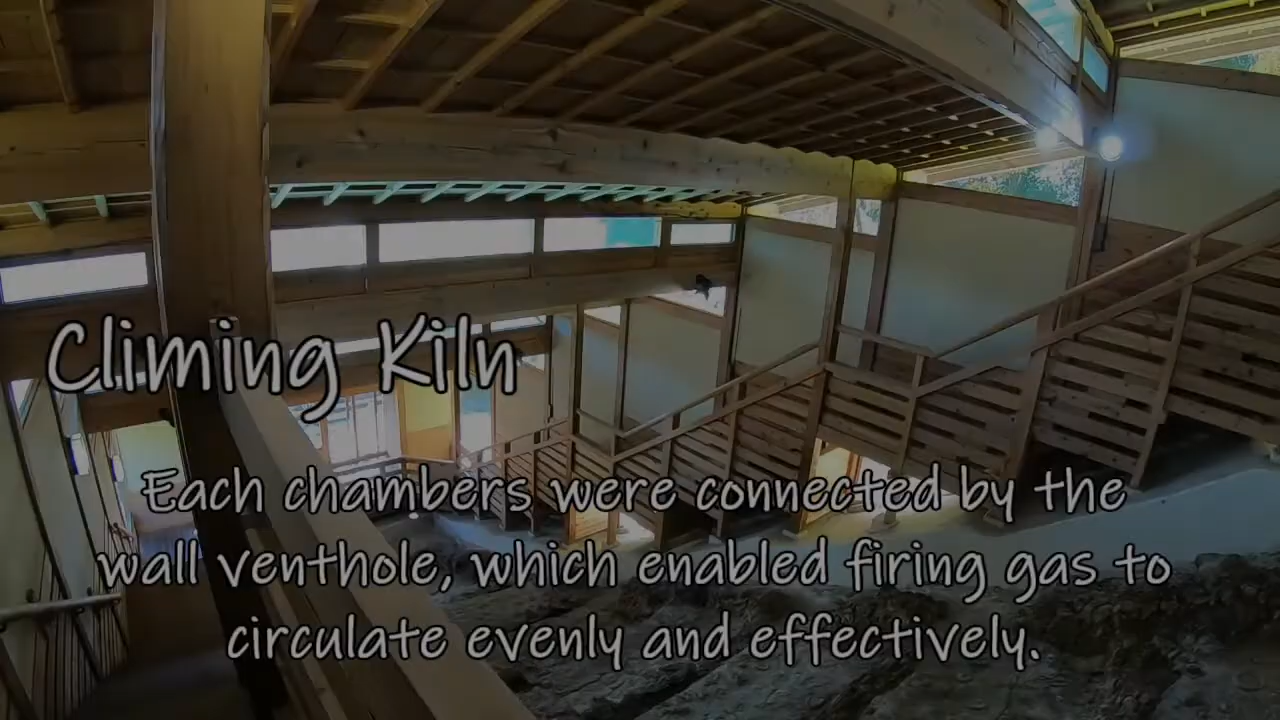 Climing Kiln
Each chambers were connected by the
wall venthole, which enabled firing gas to
circulate evenly and effectively.